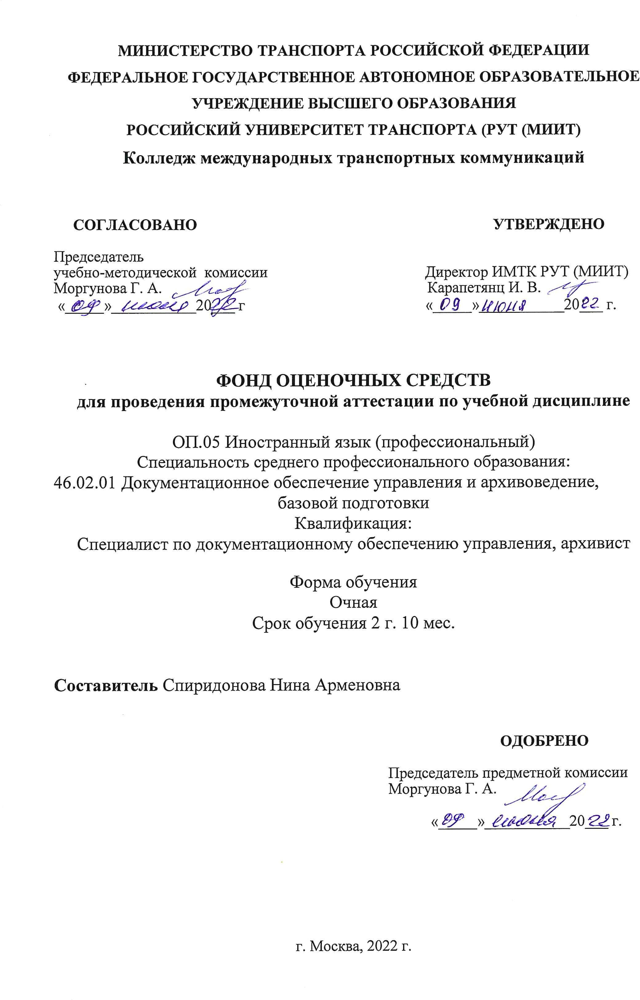 МИНИСТЕРСТВО ТРАНСПОРТА РОССИЙСКОЙ ФЕДЕРАЦИИ
ФЕДЕРАЛЬНОЕ ГОСУДАРСТВЕННОЕ АВТОНОМНОЕ ОБРАЗОВАТЕЛЬНОЕ
УЧРЕЖДЕНИЕ ВЫСШЕГО ОБРАЗОВАНИЯ
РОССИЙСКИЙ УНИВЕРСИТЕТ ТРАНСПОРТА (РУТ (МИИТ)
Колледж международных транспортных коммуникаций
СОГЛАСОВАНО
Председатель
учебно-методической комиссии
Моргунова Г. А.
«09» июня 2022 г
УТВЕРЖДЕНО
Директор ИМТК РУТ (МИИТ)
Карапетянц И. В.
«09» июня 2022 г.
ФОНД ОЦЕНОЧНЫХ СРЕДСТВ
для проведения промежуточной аттестации по учебной дисциплине
ОП.05 Иностранный язык (профессиональный)
Специальность среднего профессионального образования:
46.02.01 Документационное обеспечение управления и архивоведение,
базовой подготовки
Квалификация:
Специалист по документационному обеспечению управления, архивист
Форма обучения
Очная
Срок обучения 2 г. 10 мес.
Составитель Спиридонова Нина Арменовна
ОДОБРЕНО
Председатель предметной комиссии
Моргунова Г. А.
«09» июня 2022 г.
г. Москва, 2022 г.